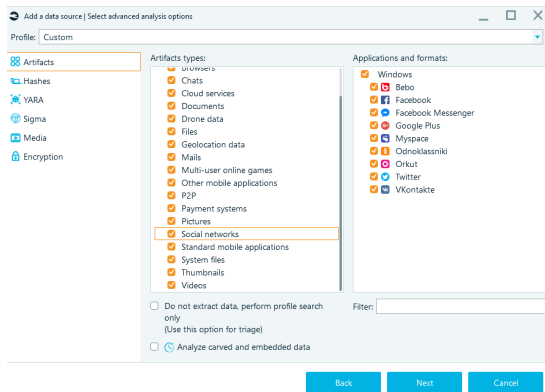 Add a data source | Select advanced analysis options
Profile: Custom
Artifacts
Hashes
YARA
Sigma
Media
Encryption
Artifacts types:
Browsers
Chats
Cloud services
Documents
Drone data
Files
Geolocation data
Mails
Multi-user online games
Other mobile applications
P2P
Payment systems
Pictures
Social networks
Standard mobile applications
System files
Thumbnails
Videos
Do not extract data, perform profile search
only
(Use this option for triage)
Analyze carved and embedded data
Applications and formats:
Windows
Bebo
Facebook
Facebook Messenger
Google Plus
Myspace
Odnoklassniki
Orkut
Twitter
VKontakte
Filter:
Back
Next
Cancel